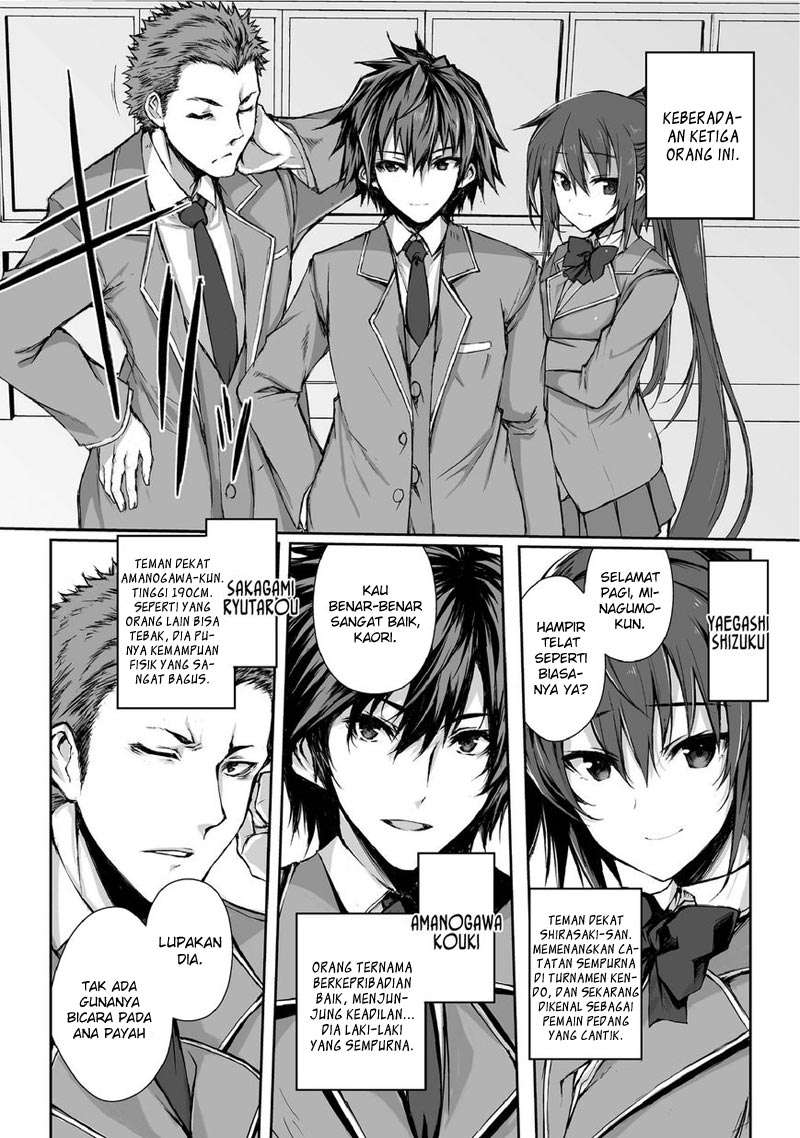 KEBERADA-
AN KETIGA
ORANG INI.
YAEGASHI
SHIZUKU
SELAMAT
PAGI, MI-
NAGUMO-
KUN.
HAMPIR
TELAT
SEPERTI
BIASA-
NYA YA?
TEMAN DEKAT
SHIRASAKI-SAN.
MEMENANGKAN CA-
TATAN SEMPURNA
DI TURNAMEN KEN-
DO, DAN SEKARANG
DIKENAL SEBAGAI
PEMAIN PEDANG
YANG CANTIK.
KAU
BENAR-BENAR
SANGAT BAIK,
KAORI.
AMANOGAWA
KOUKI
ORANG TERNAMA
BERKEPRIBADIAN
BAIK, MENJUN-
JUNG KEADILAN...
DIA LAKI-LAKI
YANG SEMPURNA.
SAKAGAMI
RYUTAROU
TEMAN DEKAT
AMANOGAWA-KUN.
TINGGI 190CM.
SEPERTI YANG
ORANG LAIN BISA
TEBAK, DIA PU-
NYA KEMAMPUAN
FISIK YANG SA-
NGAT BAGUS.
LUPAKAN
DIA.
TAK ADA
GUNANYA
BICARA PADA
ANA PAYAH